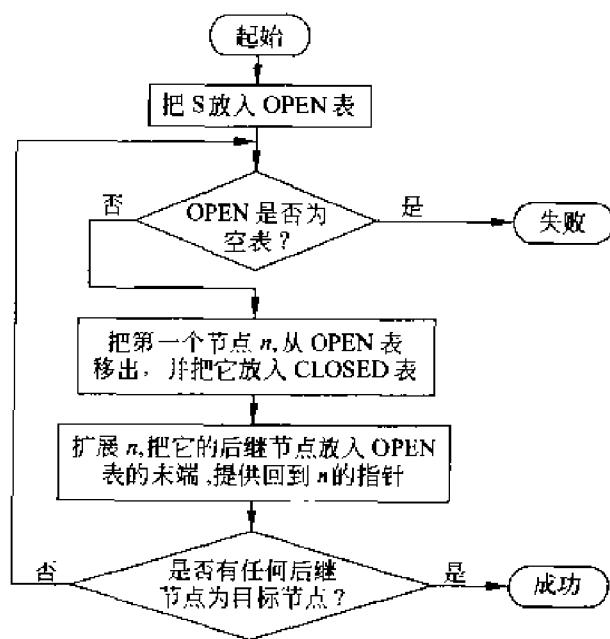 起始
把 S 放入 OPEN 表
否
OPEN 是否为
空表？
是
失败
把第一个节点 n,从 OPEN 表
移出，并把它放入 CLOSED 表
扩展 n,把它的后继节点放入 OPEN
表的末端,提供回到 n 的指针
否
是否有任何后继
节点为目标节点？
是
成功